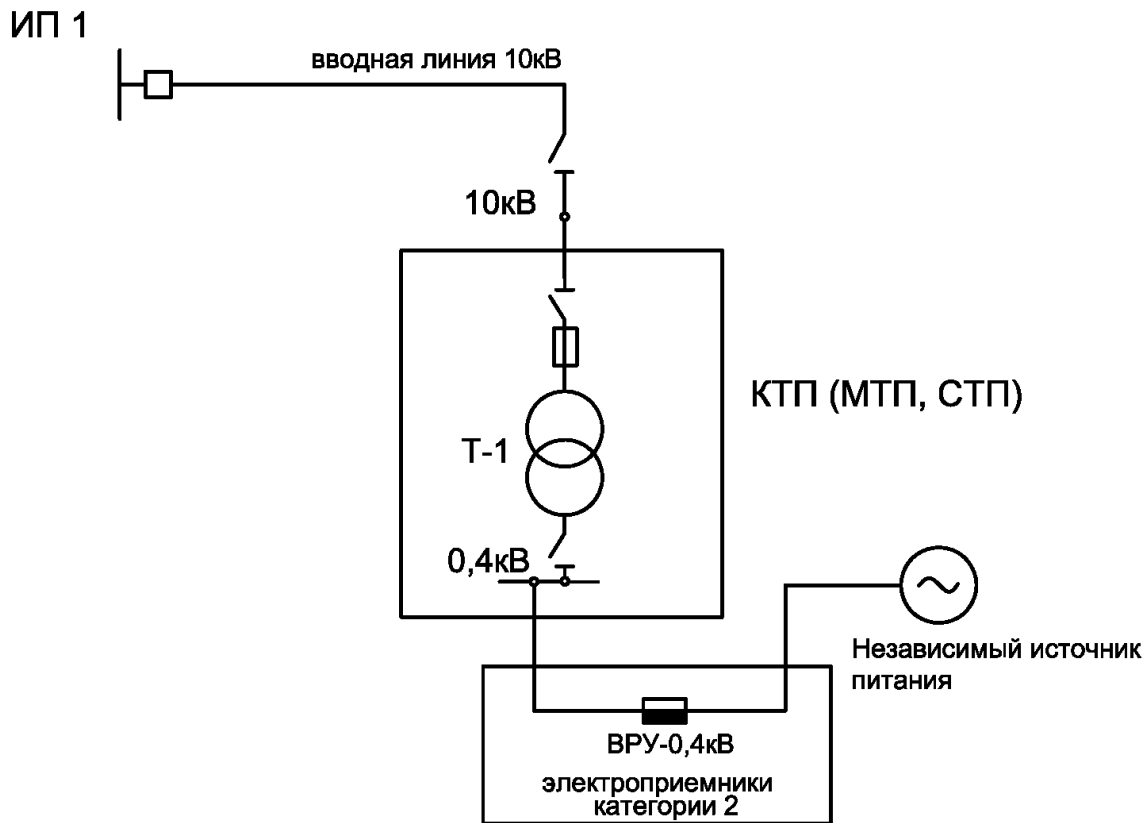 ИП 1
вводная линия 10кВ
10кВ
КТП (МТП, СТП)
Т-1
0,4кВ
Независимый источник
питания
ВРУ-0,4кВ
электроприемники
категории 2